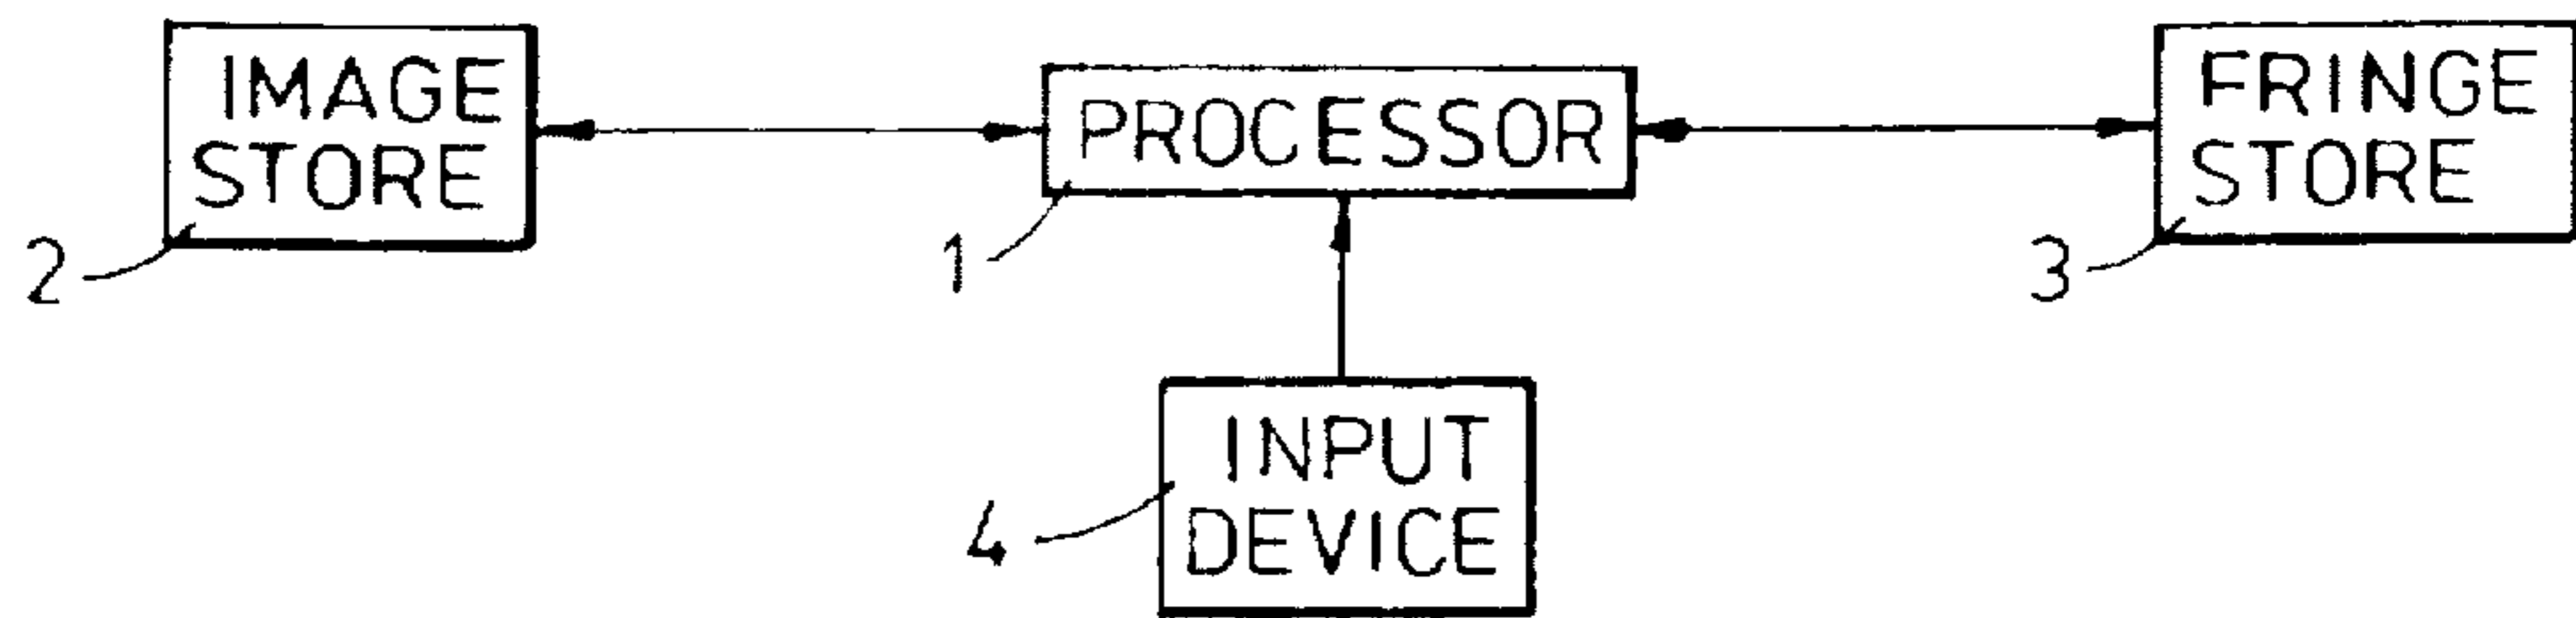 IMAGE
STORE
2
PROCESSOR
1
FRINGE
STORE
3
INPUT
DEVICE
4